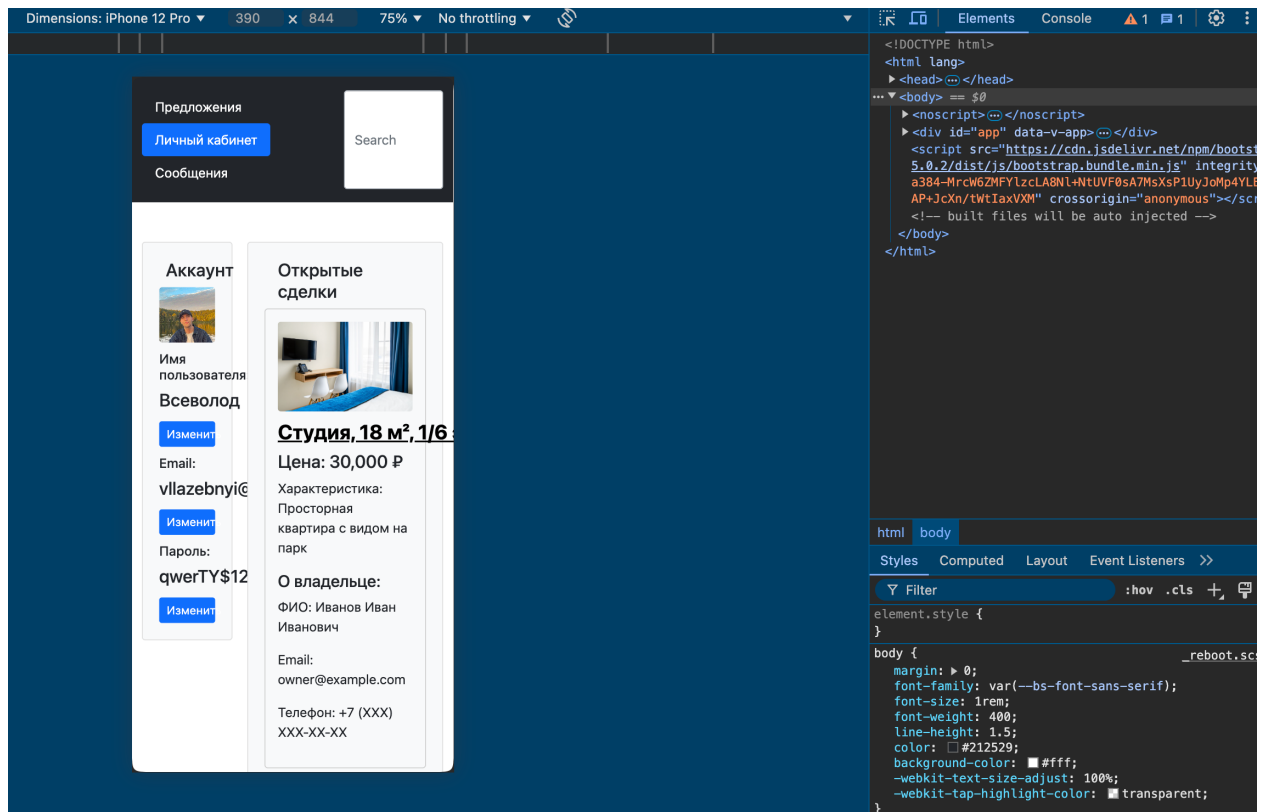 Dimensions: iPhone 12 Pro ▼ 390 × 844 75% ▼ No throttling ▼
Elements Console 1 1
Предложения
Личный кабинет
Сообщения
Search
Аккаунт
Имя
пользователя
Всеволод
Изменит
Email:
vllazebnyi@
Изменит
Пароль:
qwerTY$12
Изменит
Открытые
сделки
Студия, 18 м², 1/6
Цена: 30,000 ₽
Характеристика:
Просторная
квартира с видом на
парк
О владельце:
ФИО: Иванов Иван
Иванович
Email:
owner@example.com
Телефон: +7 (XXX)
XXX-XX-XX
<!DOCTYPE html>
<html lang>
<head> … </head>
<body> == $0
<noscript> … </noscript>
<div id="app" data-v-app> … </div>
<script src="https://cdn.jsdelivr.net/npm/bootst
5.0.2/dist/js/bootstrap.bundle.min.js" integrity
a384-MrcW6ZMFYlzcLA8Nl+NtUVF0sA7MsXsP1UyJoMp4YLE
AP+JcXn/tWtIaxVXM" crossorigin="anonymous"></scr
<!-- built files will be auto injected -->
</body>
</html>
html body
Styles Computed Layout Event Listeners >>
Filter :hov .cls
element.style {
}
body { _reboot.scs
margin: ▶ 0;
font-family: var(--bs-font-sans-serif);
font-size: 1rem;
font-weight: 400;
line-height: 1.5;
color: #212529;
background-color: #fff;
-webkit-text-size-adjust: 100%;
-webkit-tap-highlight-color: transparent;
}